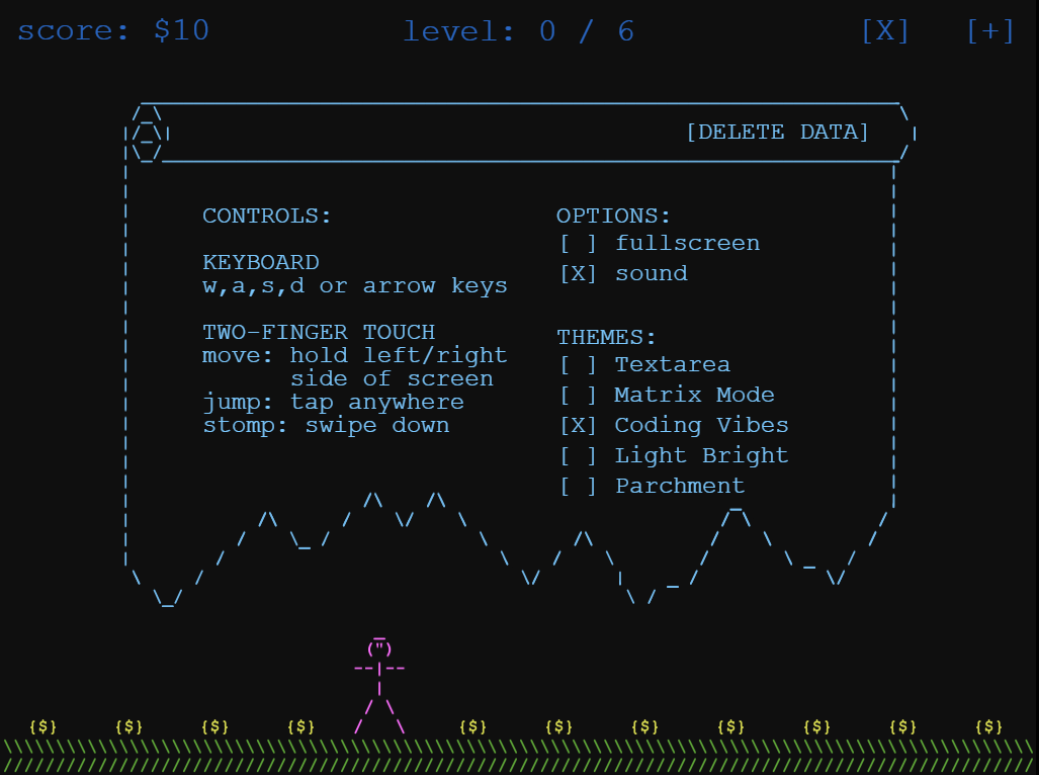 score: $10 level: 0 / 6 [X] [+]
[DELETE DATA]
CONTROLS:
KEYBOARD
w,a,s,d or arrow keys
TWO-FINGER TOUCH
move: hold left/right
side of screen
jump: tap anywhere
stomp: swipe down
OPTIONS:
[ ] fullscreen
[X] sound
THEMES:
[ ] Textarea
[ ] Matrix Mode
[X] Coding Vibes
[ ] Light Bright
[ ] Parchment
{$} {$} {$} {$} {$} {$} {$} {$} {$} {$} {$}